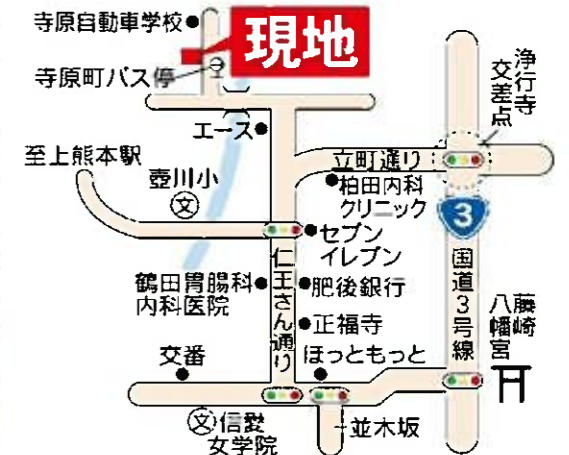 寺原自動車学校
現地
寺原町バス停
浄行寺
交差点
エース
至上熊本駅
立町通り
壺川小
文
柏田内科
クリニック
3
セブン
イレブン
仁王さん通り
国道3号線
鶴田胃腸科
内科医院
肥後銀行
藤崎
八幡宮
正福寺
交番
ほっともっと
文
信愛
女学院
並木坂